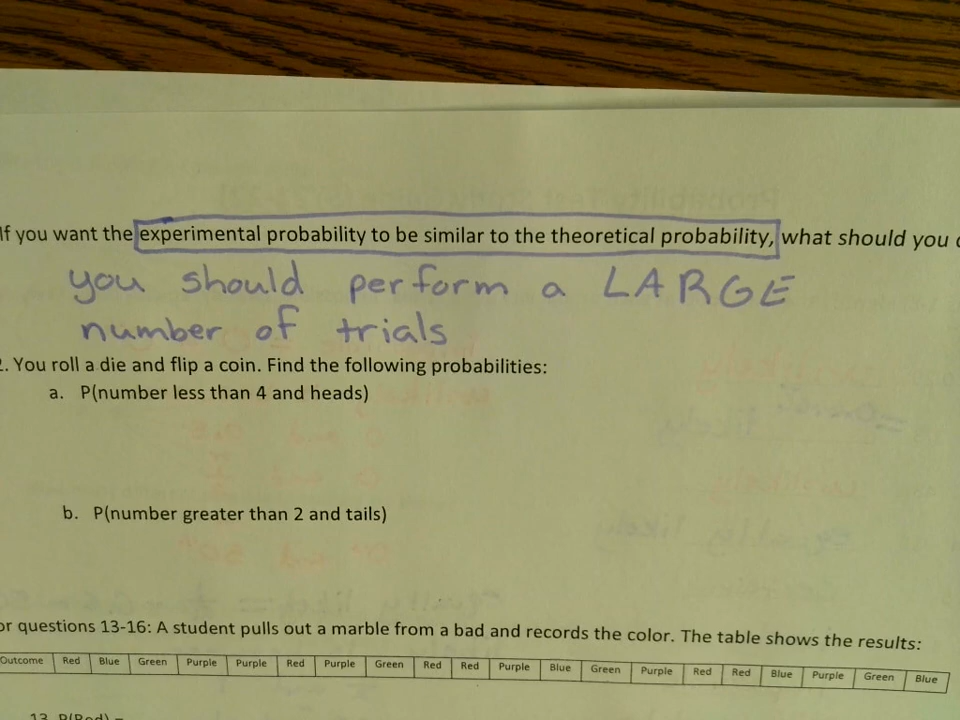 If you want the experimental probability to be similar to the theoretical probability, what should you
you should perform a LARGE
number of trials
2. You roll a die and flip a coin. Find the following probabilities:
a. P(number less than 4 and heads)
b. P(number greater than 2 and tails)
or questions 13-16: A student pulls out a marble from a bad and records the color. The table shows the results:
Outcome Red Blue Green Purple Purple Red Purple Green Red Red Purple Blue Green Purple Red Red Blue Purple Green Blue
13. P(Red) =